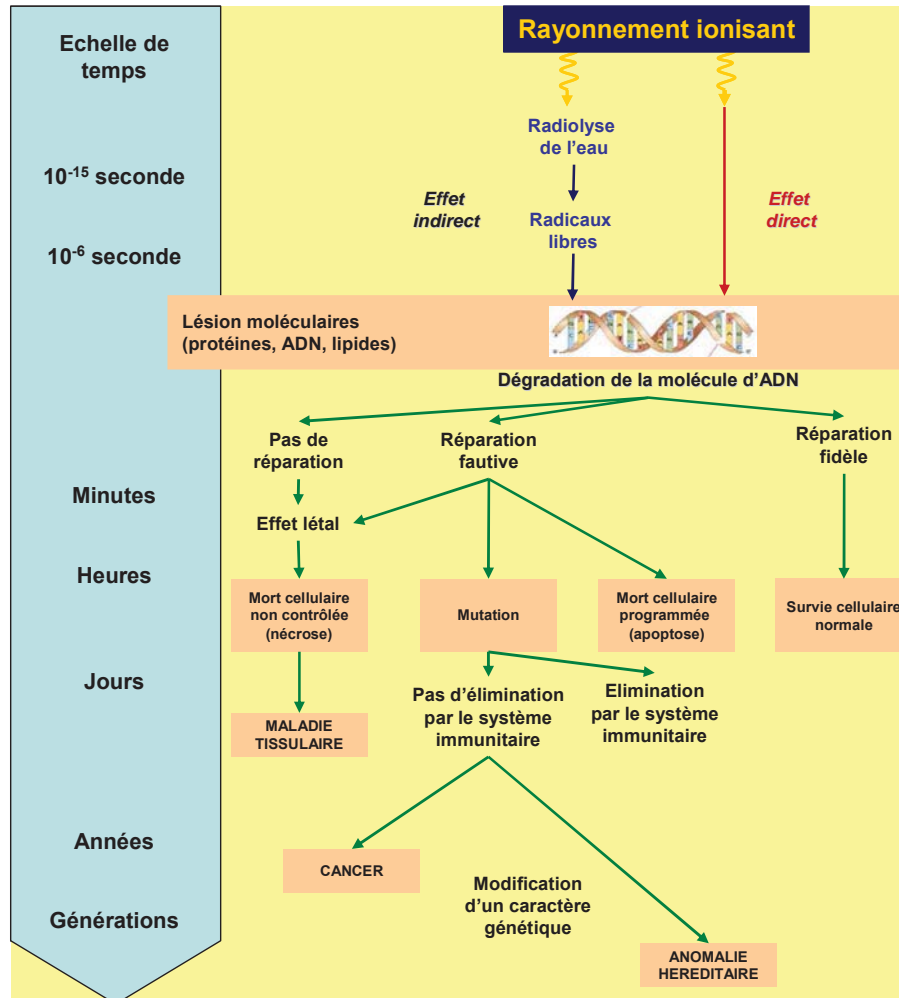 Echelle de
temps
Rayonnement ionisant
Radiolyse
de l'eau
10⁻¹⁵ seconde
Effet
indirect
Effet
direct
Radicaux
libres
10⁻⁶ seconde
Lésion moléculaires
(protéines, ADN, lipides)
Dégradation de la molécule d'ADN
Pas de
réparation
Réparation
fautive
Réparation
fidèle
Minutes
Effet létal
Heures
Mort cellulaire
non contrôlée
(nécrose)
Mutation
Mort cellulaire
programmée
(apoptose)
Survie cellulaire
normale
Jours
Pas d'élimination
par le système
immunitaire
Elimination
par le système
immunitaire
MALADIE
TISSULAIRE
Années
CANCER
Modification
d'un caractère
génétique
Générations
ANOMALIE
HEREDITAIRE